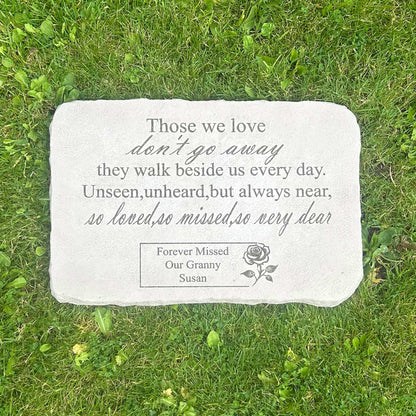 Those we love
don't go away
they walk beside us every day.
Unseen,unheard,but always near,
so loved,so missed,so very dear
Forever Missed
Our Granny
Susan